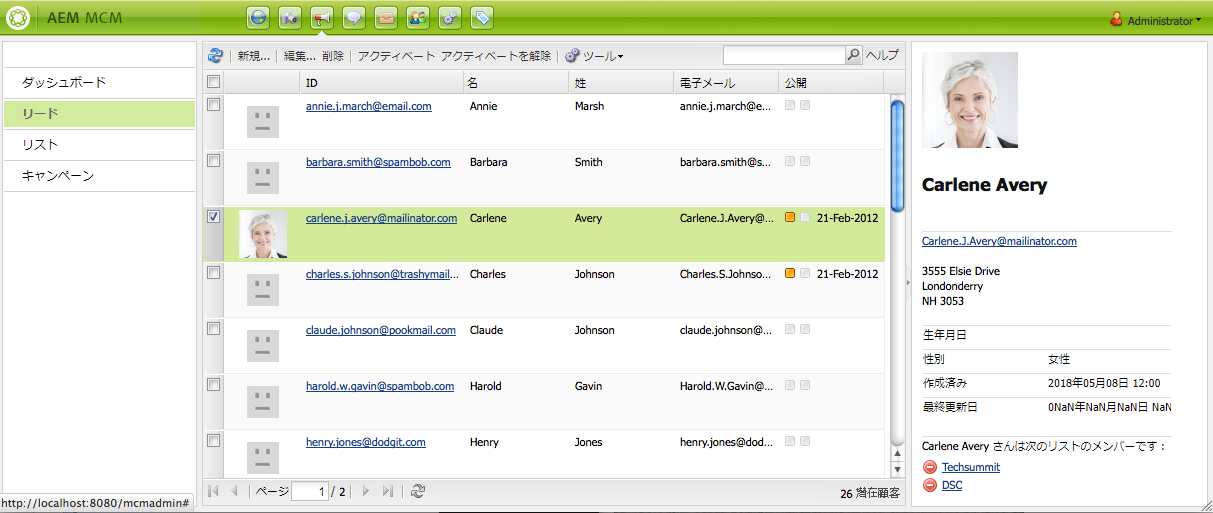 AEM MCM
Administrator
ダッシュボード
リード
リスト
キャンペーン
新規... 編集... 削除 アクティベート アクティベートを解除 ツール ヘルプ
ID 名 姓 電子メール 公開
annie.j.march@email.com Annie Marsh annie.j.march@e...
barbara.smith@spambob.com Barbara Smith barbara.smith@s...
carlene.j.avery@mailinator.com Carlene Avery Carlene.J.Avery@... 21-Feb-2012
charles.s.johnson@trashymail... Charles Johnson Charles.S.Johnso... 21-Feb-2012
claude.johnson@pookmail.com Claude Johnson claude.johnson@...
harold.w.gavin@spambob.com Harold Gavin Harold.W.Gavin@...
henry.jones@dodgit.com Henry Jones henry.jones@dod...
ページ 1 / 2
26 潜在顧客
Carlene Avery
Carlene.J.Avery@mailinator.com
3555 Elsie Drive
Londonderry
NH 3053
生年月日
性別 女性
作成済み 2018年05月08日 12:00
最終更新日 0NaN年NaN月NaN日 NaN
Carlene Avery さんは次のリストのメンバーです：
Techsummit
DSC
http://localhost:8080/mcmadmin#